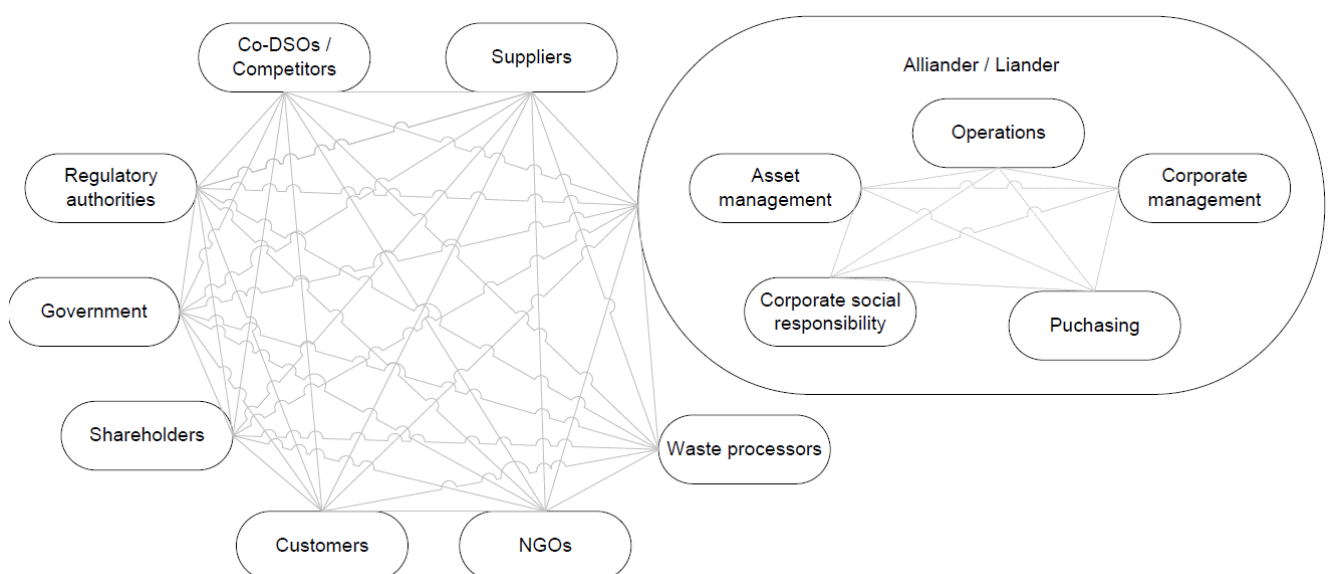 Co-DSOs /
Competitors
Suppliers
Alliander / Liander
Operations
Asset
management
Corporate
management
Regulatory
authorities
Corporate social
responsibility
Puchasing
Government
Shareholders
Waste processors
Customers
NGOs